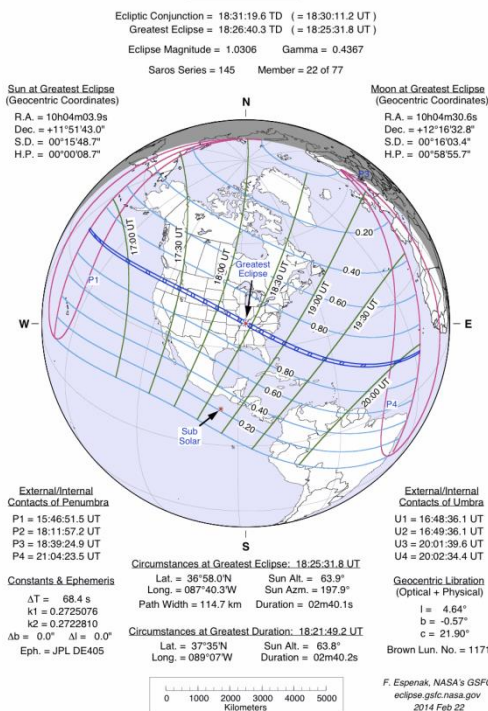 Ecliptic Conjunction = 18:31:19.6 TD ( = 18:30:11.2 UT )
Greatest Eclipse = 18:26:40.3 TD ( = 18:25:31.8 UT )
Eclipse Magnitude = 1.0306 Gamma = 0.4367
Saros Series = 145 Member = 22 of 77
Sun at Greatest Eclipse
(Geocentric Coordinates)
R.A. = 10h04m03.9s
Dec. = +11°51'43.0"
S.D. = 00°15'48.7"
H.P. = 00°00'08.7"
Moon at Greatest Eclipse
(Geocentric Coordinates)
R.A. = 10h04m30.6s
Dec. = +12°16'32.8"
S.D. = 00°16'03.4"
H.P. = 00°58'55.7"
N
W
E
S
17:00 UT
17:30 UT
18:00 UT
18:30 UT
19:00 UT
19:30 UT
20:00 UT
Greatest
Eclipse
0.20
0.40
0.60
0.80
0.80
0.60
0.40
0.20
P1
P4
Sub
Solar
External/Internal
Contacts of Penumbra
P1 = 15:46:51.5 UT
P2 = 18:11:57.2 UT
P3 = 18:39:24.9 UT
P4 = 21:04:23.5 UT
Constants & Ephemeris
ΔT = 68.4 s
k1 = 0.2725076
k2 = 0.2722810
Δb = 0.0" Δl = 0.0"
Eph. = JPL DE405
Circumstances at Greatest Eclipse: 18:25:31.8 UT
Lat. = 36°58.0'N Sun Alt. = 63.9°
Long. = 087°40.3'W Sun Azm. = 197.9°
Path Width = 114.7 km Duration = 02m40.1s
Circumstances at Greatest Duration: 18:21:49.2 UT
Lat. = 37°35'N Sun Alt. = 63.8°
Long. = 089°07'W Duration = 02m40.2s
0 1000 2000 3000 4000 5000
Kilometers
External/Internal
Contacts of Umbra
U1 = 16:48:36.1 UT
U2 = 16:49:36.1 UT
U3 = 20:01:39.6 UT
U4 = 20:02:34.4 UT
Geocentric Libration
(Optical + Physical)
l = 4.64°
b = -0.57°
c = 21.90°
Brown Lun. No. = 1171
F. Espenak, NASA's GSFC
eclipse.gsfc.nasa.gov
2014 Feb 22